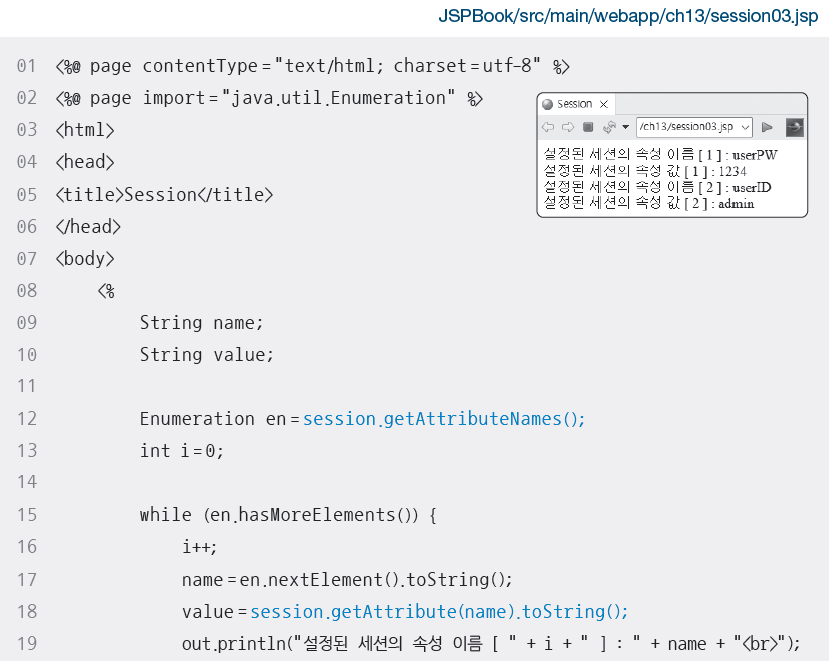 JSPBook/src/main/webapp/ch13/session03.jsp
01 <%@ page contentType="text/html; charset=utf-8" %>
02 <%@ page import="java.util.Enumeration" %>
03 <html>
04 <head>
05 <title>Session</title>
06 </head>
07 <body>
08 <%
09 String name;
10 String value;
11
12 Enumeration en=session.getAttributeNames();
13 int i=0;
14
15 while (en.hasMoreElements()) {
16 i++;
17 name=en.nextElement().toString();
18 value=session.getAttribute(name).toString();
19 out.println("설정된 세션의 속성 이름 [ " + i + " ] : " + name + "<br>");
Session
/ch13/session03.jsp
설정된 세션의 속성 이름 [ 1 ] : userPW
설정된 세션의 속성 값 [ 1 ] : 1234
설정된 세션의 속성 이름 [ 2 ] : userID
설정된 세션의 속성 값 [ 2 ] : admin